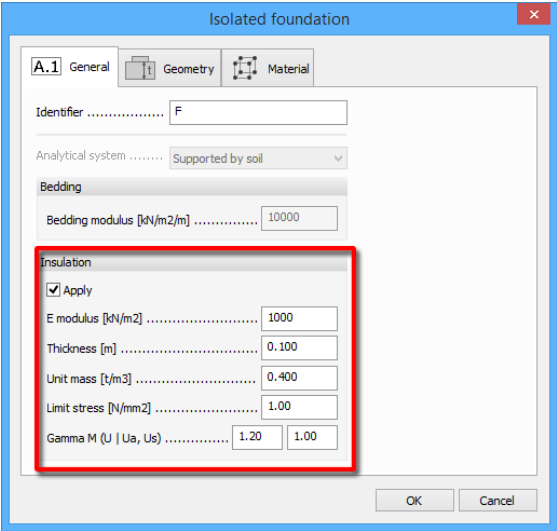 Isolated foundation
A.1 General t Geometry Material
Identifier .................. F
Analytical system ........ Supported by soil
Bedding
Bedding modulus [kN/m2/m] ............... 10000
Insulation
Apply
E modulus [kN/m2] .......................... 1000
Thickness [m] ................................ 0.100
Unit mass [t/m3] ............................ 0.400
Limit stress [N/mm2] ........................ 1.00
Gamma M (U | Ua, Us) ............... 1.20 1.00
OK Cancel